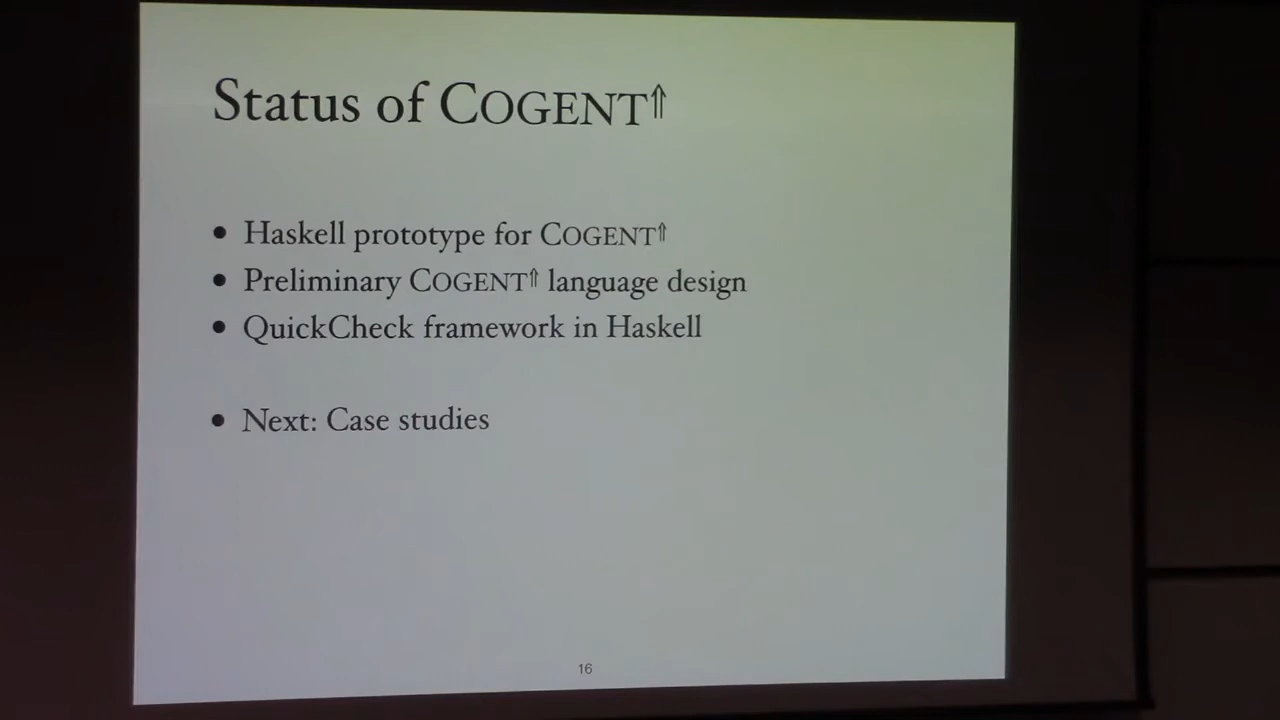 Status of COGENT⇑
• Haskell prototype for COGENT⇑
• Preliminary COGENT⇑ language design
• QuickCheck framework in Haskell
• Next: Case studies
16